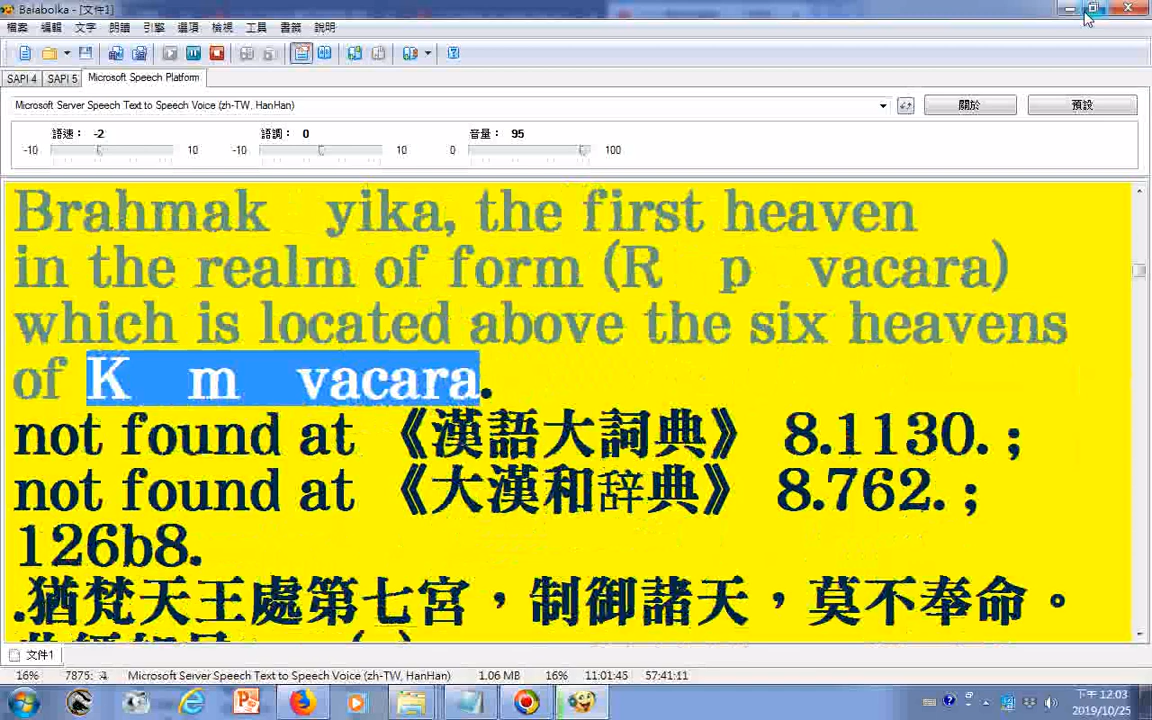 Balabolka - [文件1]
檔案 編輯 文字 朗讀 引擎 選項 檢視 工具 書籤 說明
SAPI 4 SAPI 5 Microsoft Speech Platform
Microsoft Server Speech Text to Speech Voice (zh-TW, HanHan) 關於 預設
語速： -2 語調： 0 音量： 95
-10 10 -10 10 0 100
Brahmak yika, the first heaven
in the realm of form (R p vacara)
which is located above the six heavens
of K m vacara.
not found at 《漢語大詞典》 8.1130. ;
not found at 《大漢和辞典》 8.762. ;
126b8.
.猶梵天王處第七宮，制御諸天，莫不奉命。
文件1
16% 7875: 4 Microsoft Server Speech Text to Speech Voice (zh-TW, HanHan) 1.06 MB 16% 11:01:45 57:41:11
下午 12:03
2019/10/25